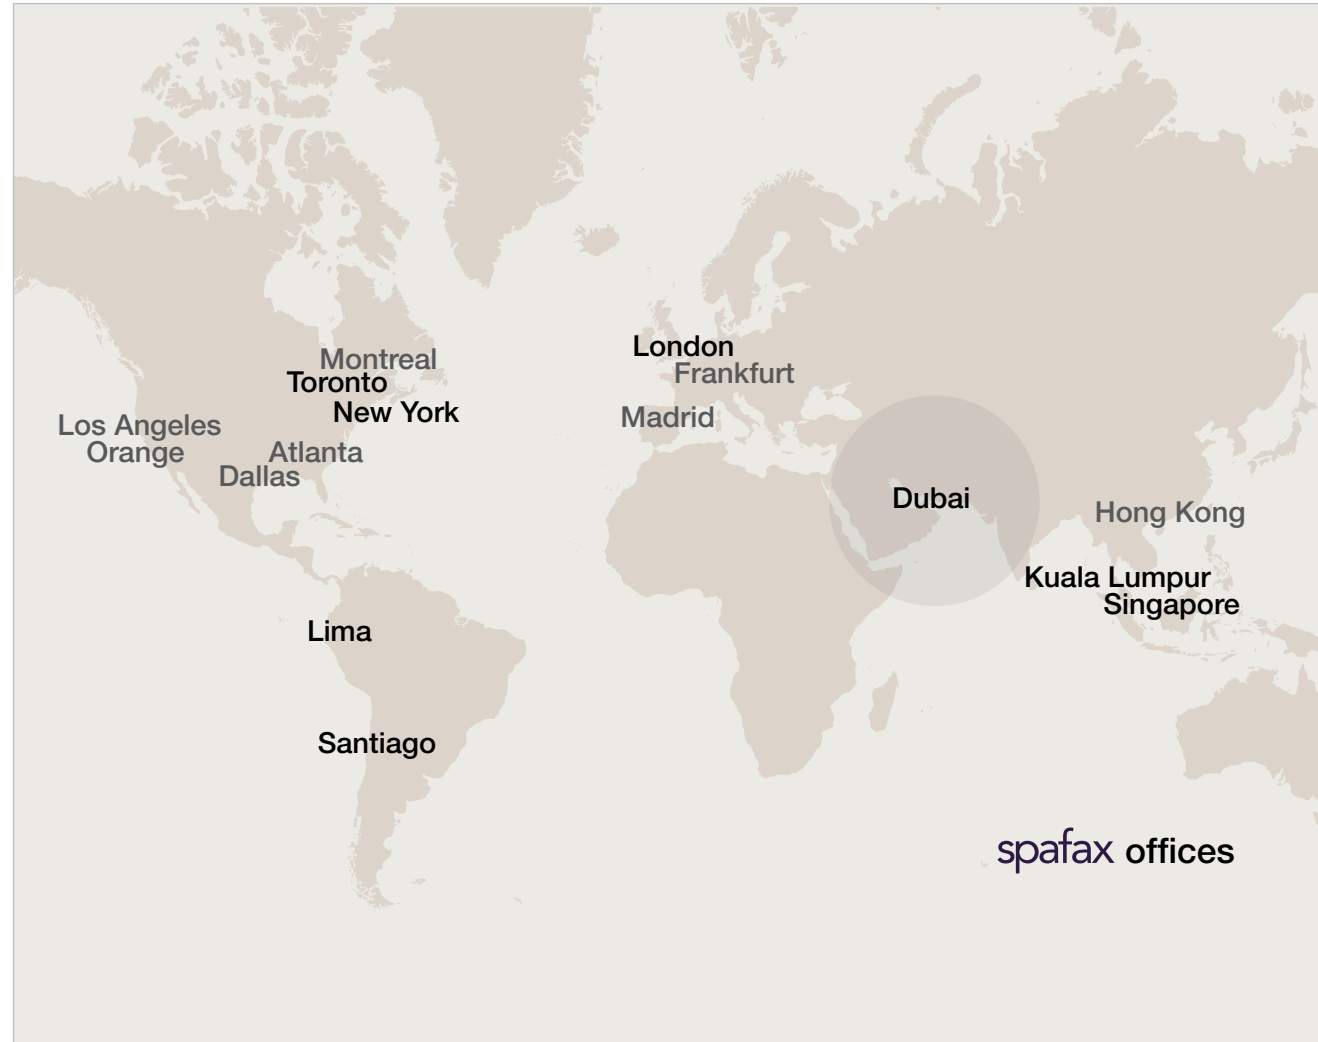 London
Montreal
Frankfurt
Toronto
New York
Madrid
Los Angeles
Orange
Atlanta
Dallas
Dubai
Hong Kong
Kuala Lumpur
Singapore
Lima
Santiago
spafax offices